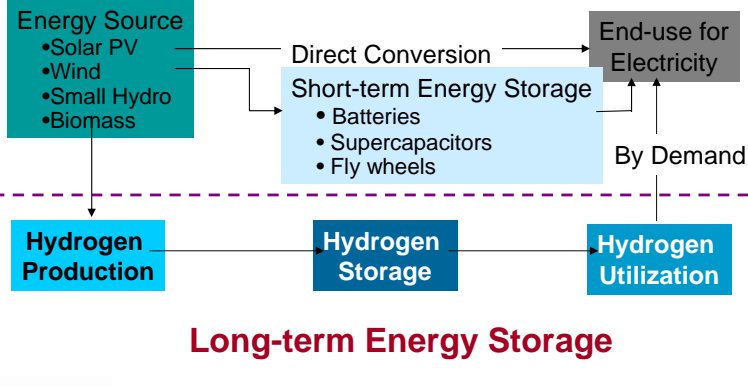 Energy Source
•Solar PV
•Wind
•Small Hydro
•Biomass
Direct Conversion
Short-term Energy Storage
• Batteries
• Supercapacitors
• Fly wheels
End-use for
Electricity
By Demand
Hydrogen
Production
Hydrogen
Storage
Hydrogen
Utilization
Long-term Energy Storage